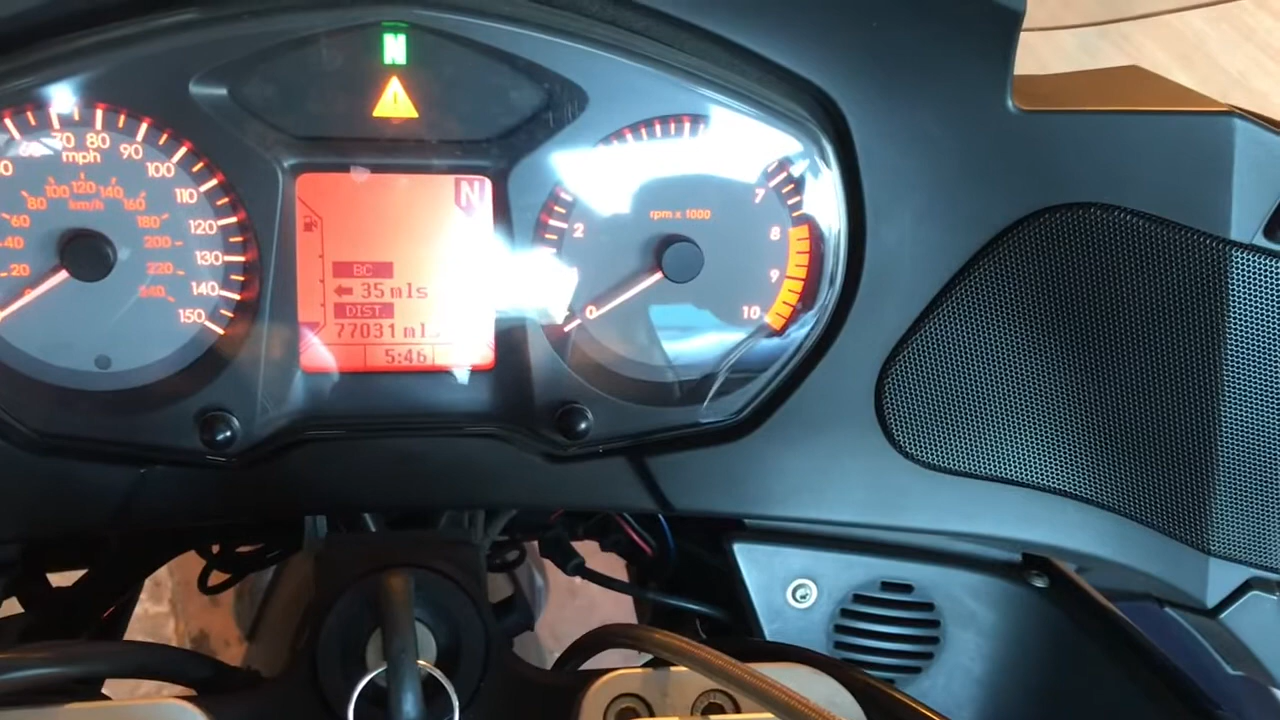 N
60 70 80 90 100 110 120 130 140 150
mph
20 40 60 80 100 120 140 160 180 200 220 240
km/h
N
BC
35 mls
DIST.
77031 ml
5:46
rpm x 1000
0 2 7 8 9 10